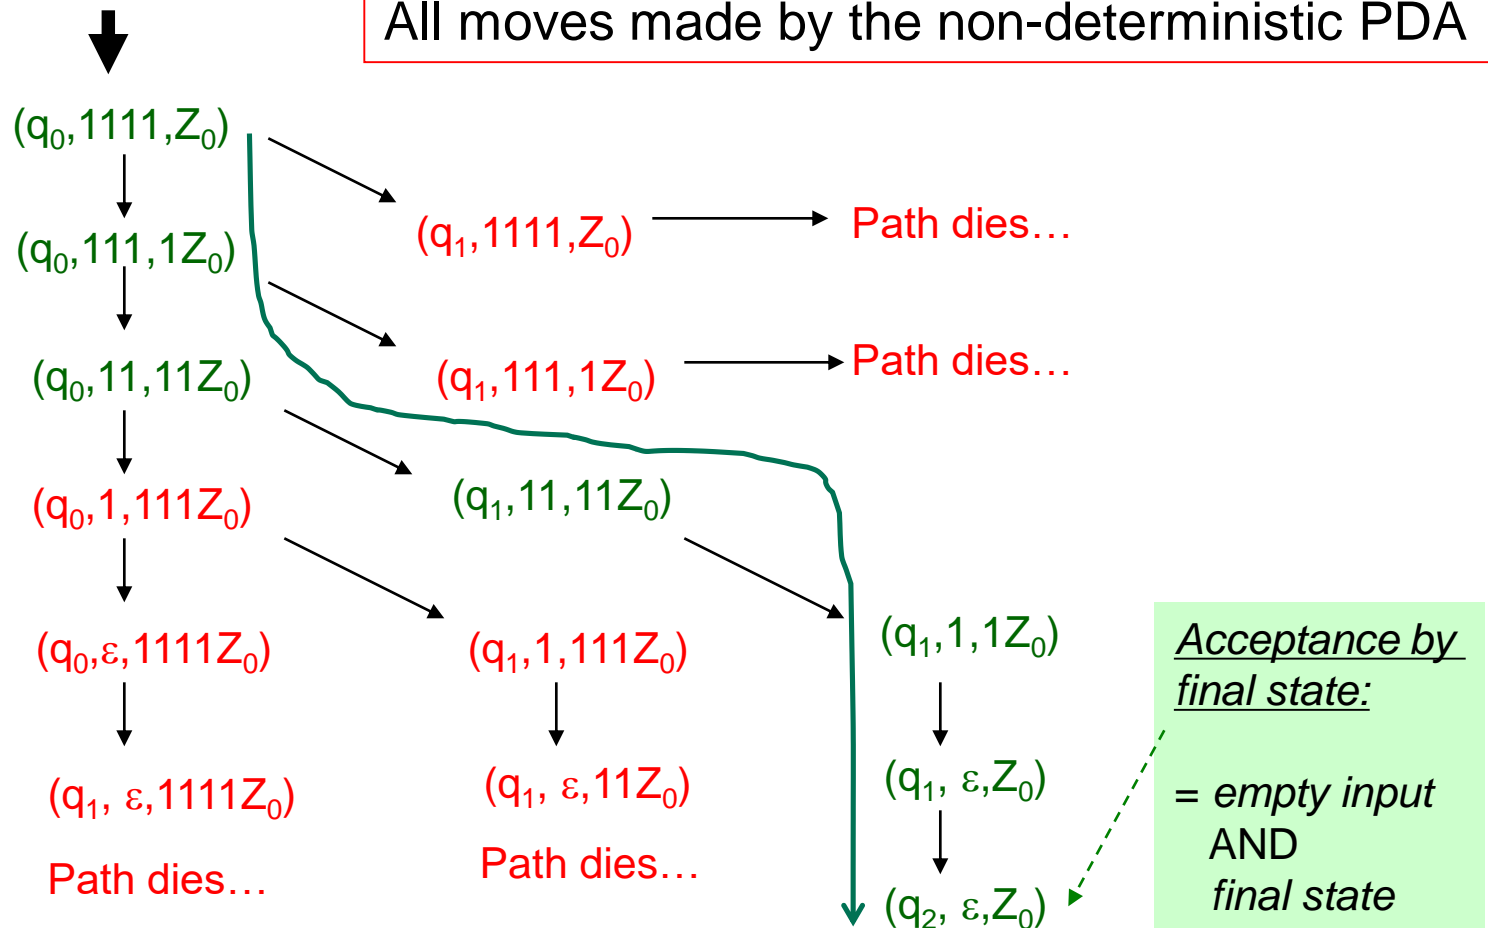 All moves made by the non-deterministic PDA
(q₀,1111,Z₀)
(q₁,1111,Z₀)
Path dies…
(q₀,111,1Z₀)
(q₁,111,1Z₀)
Path dies…
(q₀,11,11Z₀)
(q₁,11,11Z₀)
(q₀,1,111Z₀)
(q₀,ε,1111Z₀)
(q₁,1,111Z₀)
(q₁,1,1Z₀)
(q₁, ε,1111Z₀)
(q₁, ε,11Z₀)
(q₁, ε,Z₀)
Path dies…
Path dies…
(q₂, ε,Z₀)
Acceptance by
final state:
= empty input
AND
final state